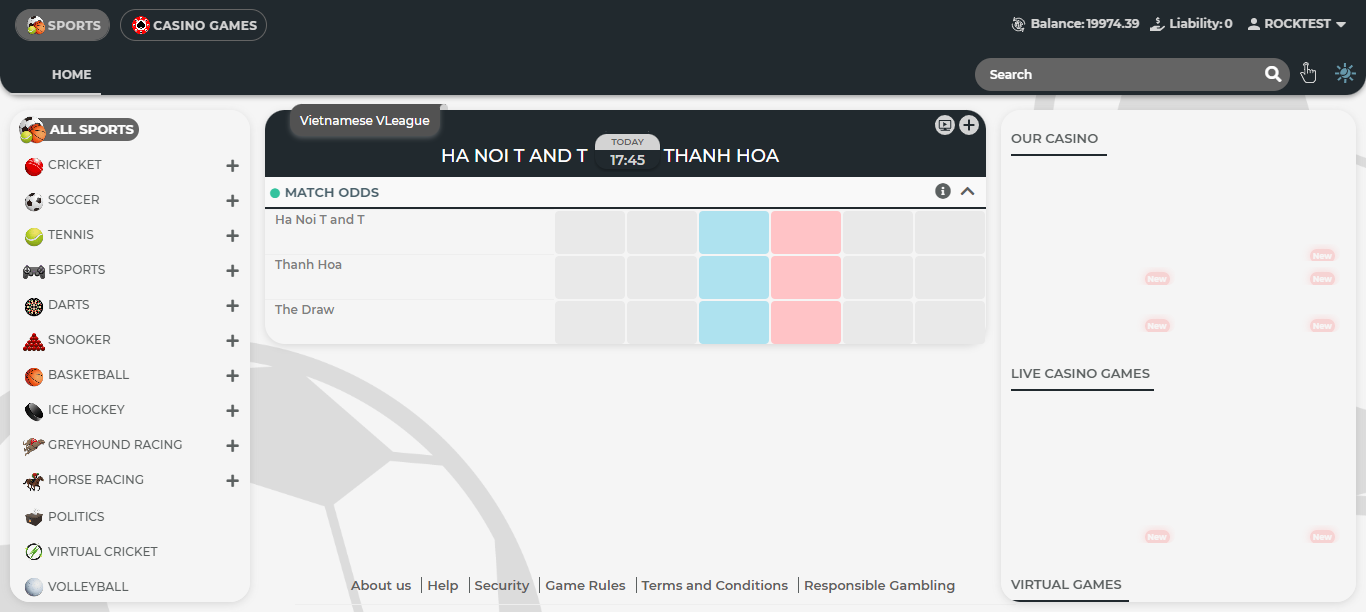 SPORTS
CASINO GAMES
Balance:19974.39
Liability:0
ROCKTEST
HOME
Search
ALL SPORTS
CRICKET
SOCCER
TENNIS
ESPORTS
DARTS
SNOOKER
BASKETBALL
ICE HOCKEY
GREYHOUND RACING
HORSE RACING
POLITICS
VIRTUAL CRICKET
VOLLEYBALL
Vietnamese VLeague
HA NOI T AND T
TODAY
17:45
THANH HOA
MATCH ODDS
Ha Noi T and T
Thanh Hoa
The Draw
About us
Help
Security
Game Rules
Terms and Conditions
Responsible Gambling
OUR CASINO
New
New
New
New
New
LIVE CASINO GAMES
New
New
VIRTUAL GAMES